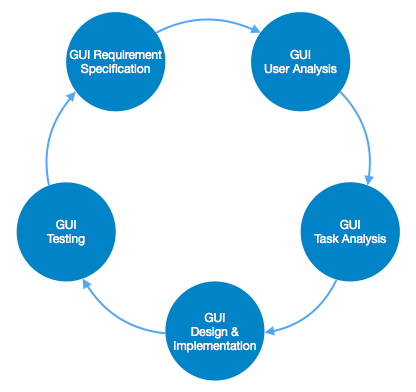 GUI Requirement
Specification
GUI
User Analysis
GUI
Task Analysis
GUI
Design &
Implementation
GUI
Testing